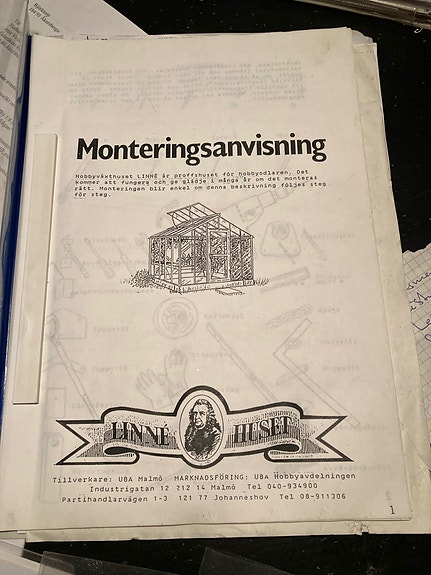 Monteringsanvisning
Hobbyväxthuset LINNÉ är proffshuset för hobbyodlaren. Det
kommer att fungera och ge glädje i många år om det monteras
rätt. Monteringen blir enkel om denna beskrivning följes steg
för steg.
LINNÉ HUSET
Tillverkare: UBA Malmö MARKNADSFÖRING: UBA Hobbyavdelningen
Industrigatan 12 212 14 Malmö Tel 040-934900
Partihandlarvägen 1-3 121 77 Johanneshov Tel 08-911306
1